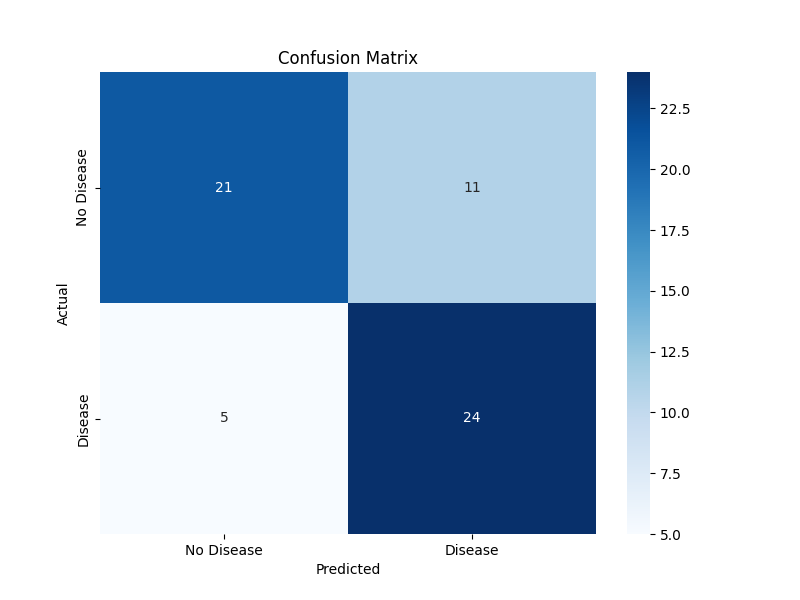 Confusion Matrix
No Disease
21
11
22.5
20.0
17.5
15.0
12.5
10.0
7.5
5.0
Actual
Disease
5
24
No Disease
Disease
Predicted